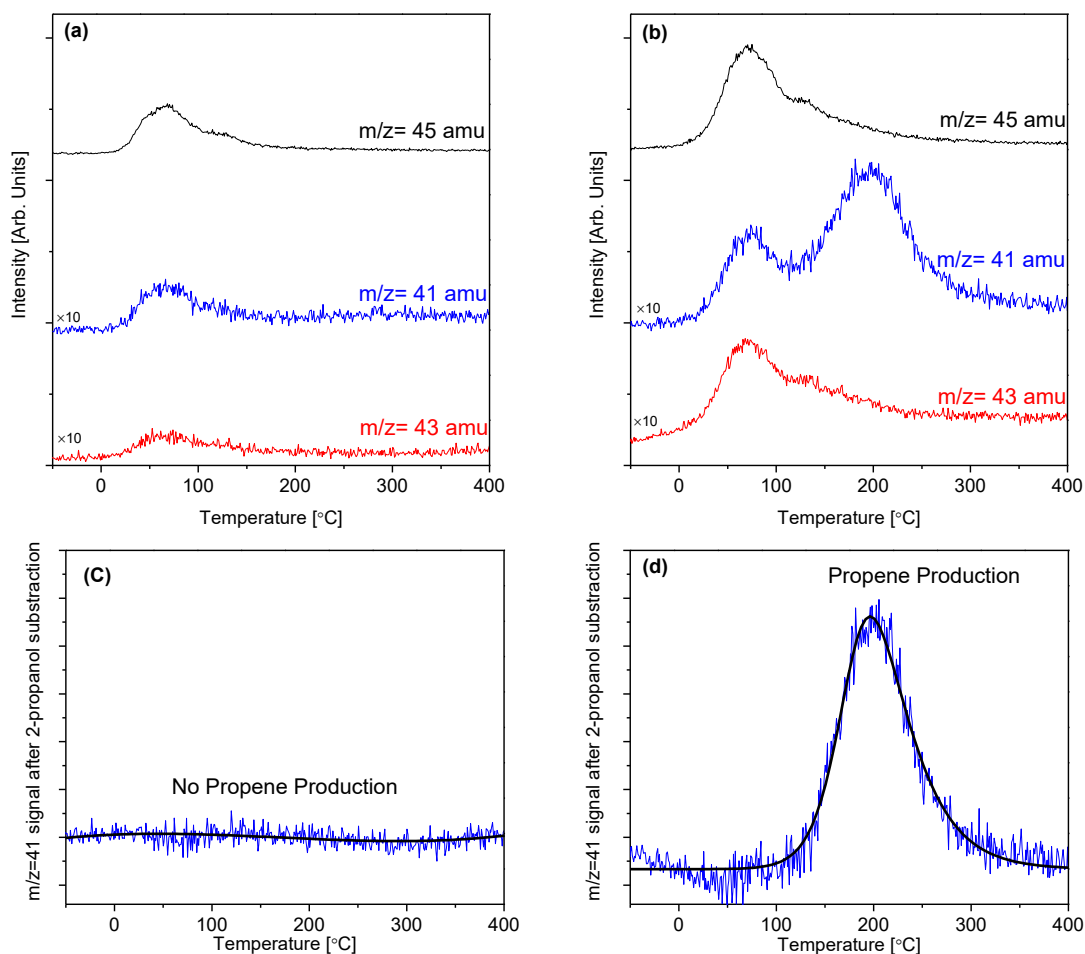 (a)
m/z= 45 amu
m/z= 41 amu
×10
m/z= 43 amu
×10
Intensity [Arb. Units]
0 100 200 300 400
Temperature [°C]
(b)
m/z= 45 amu
m/z= 41 amu
×10
m/z= 43 amu
×10
Intensity [Arb. Units]
0 100 200 300 400
Temperature [°C]
(C)
No Propene Production
m/z=41 signal after 2-propanol substraction
0 100 200 300 400
Temperature [°C]
(d)
Propene Production
m/z=41 signal after 2-propanol substraction
0 100 200 300 400
Temperature [°C]